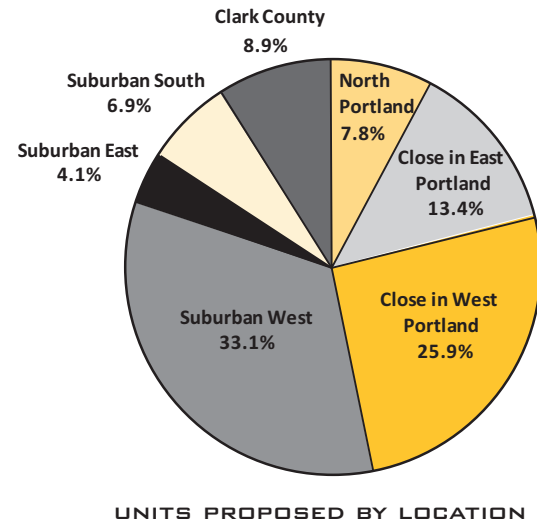 Clark County
8.9%
North
Portland
7.8%
Close in East
Portland
13.4%
Close in West
Portland
25.9%
Suburban West
33.1%
Suburban East
4.1%
Suburban South
6.9%
UNITS PROPOSED BY LOCATION